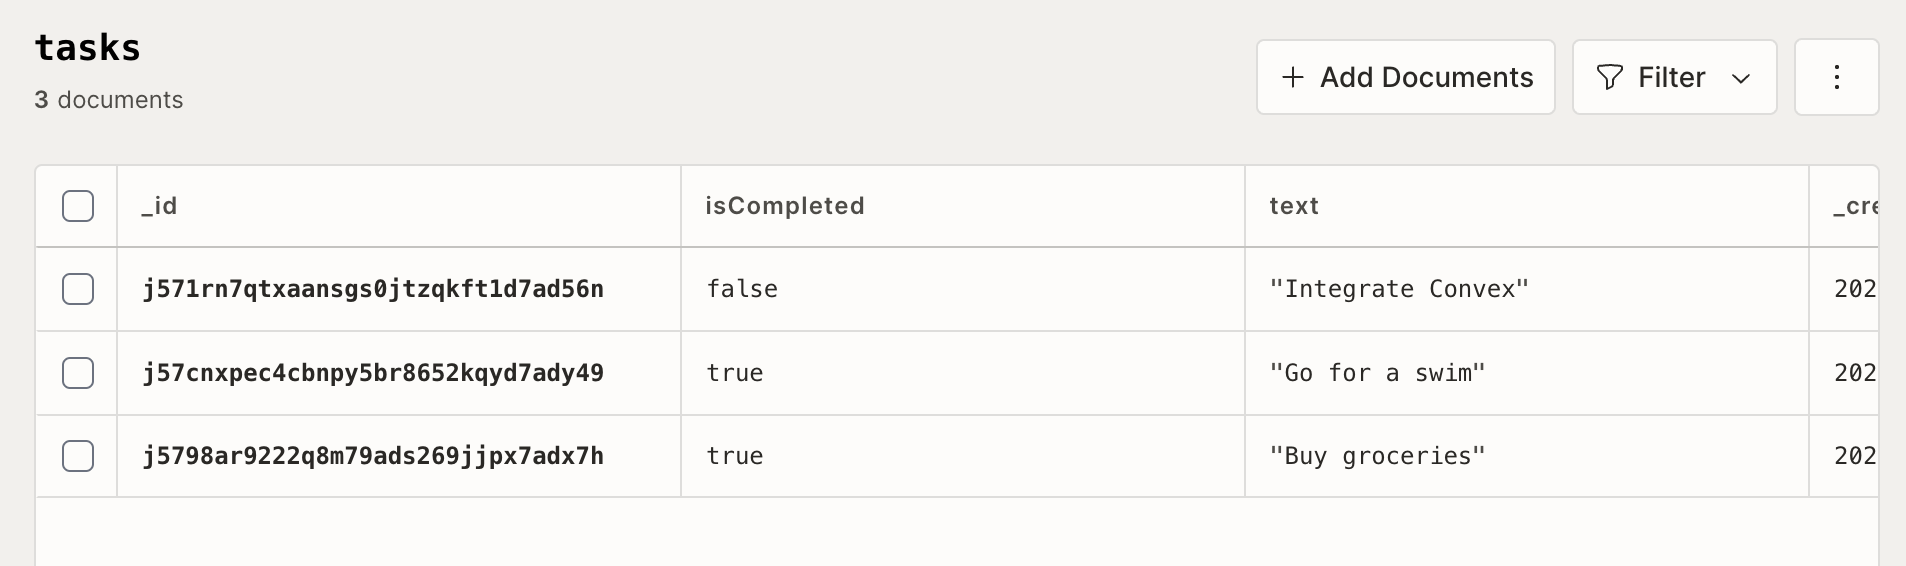 tasks
3 documents
Add Documents
Filter
_id isCompleted text _cre
j571rn7qtxaansgs0jtzqkft1d7ad56n false "Integrate Convex" 202
j57cnxpec4cbnpy5br8652kqyd7ady49 true "Go for a swim" 202
j5798ar9222q8m79ads269jjpx7adx7h true "Buy groceries" 202